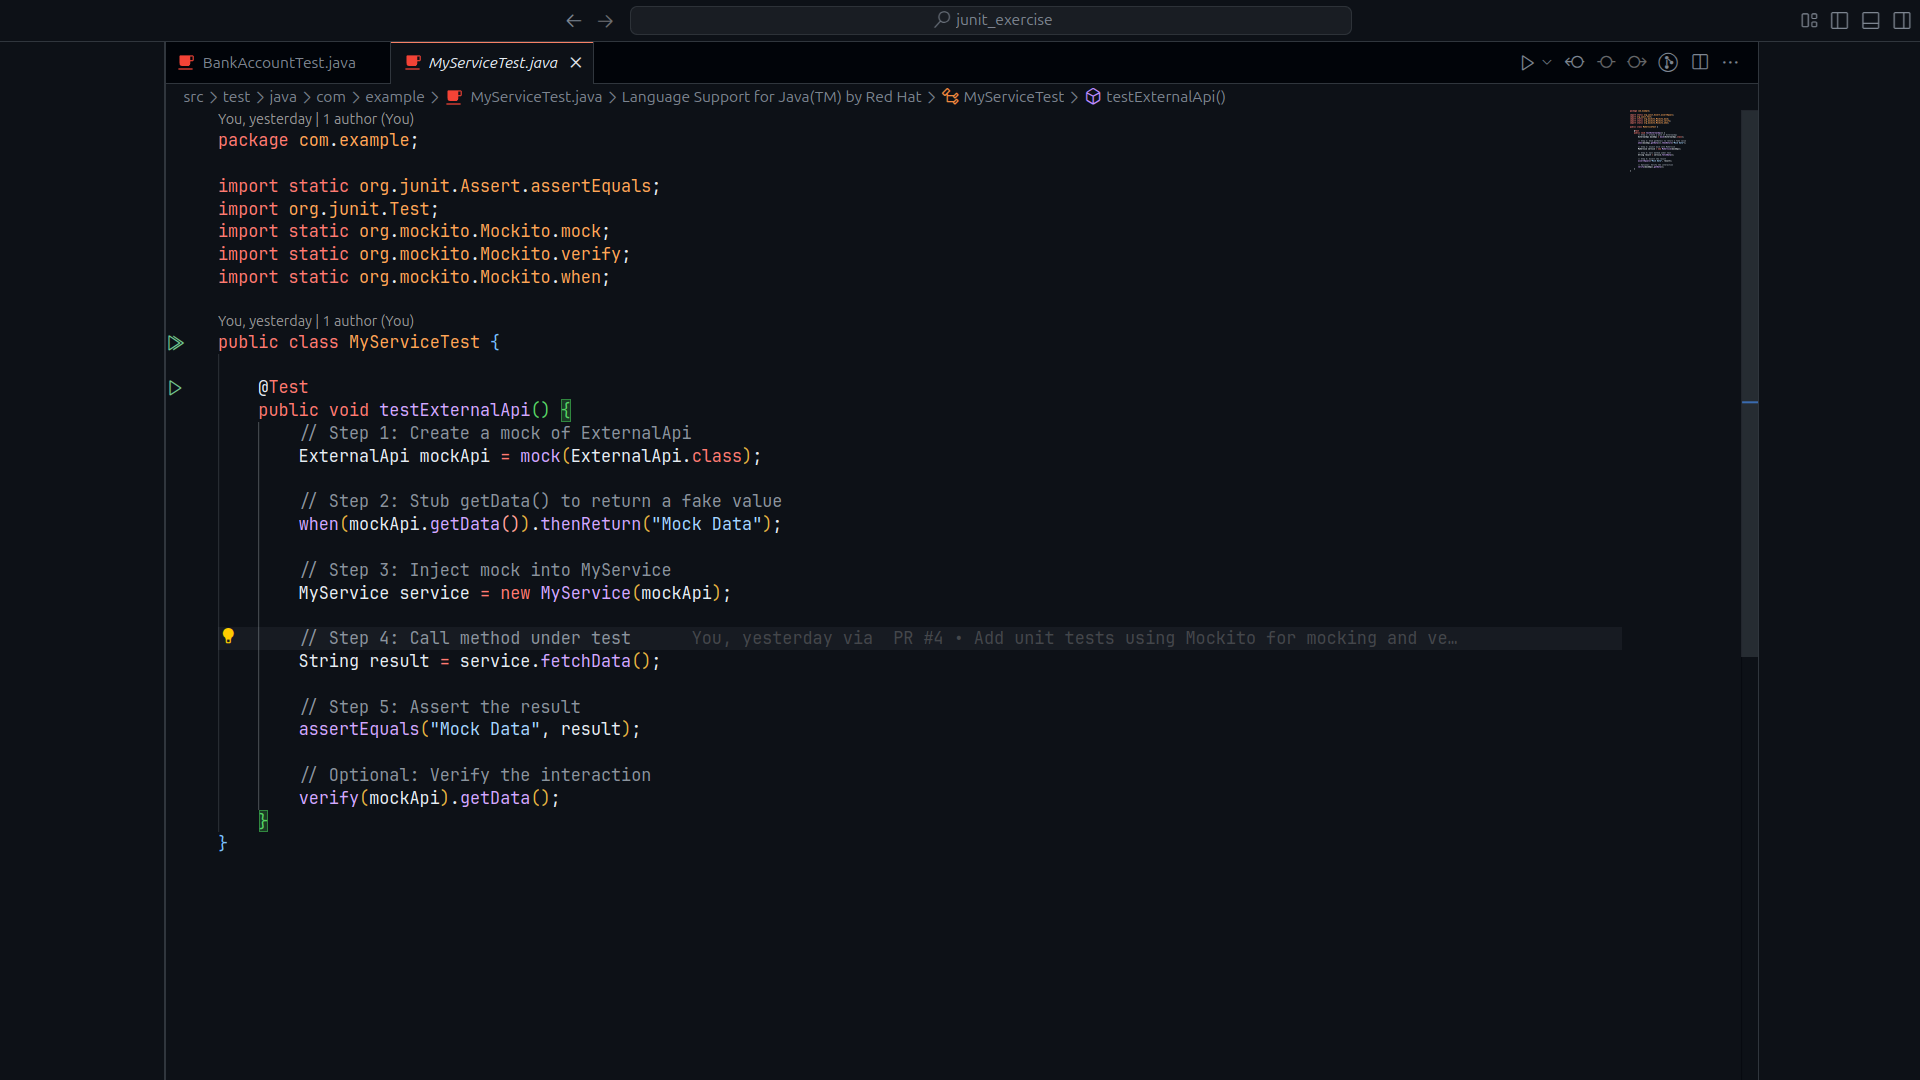 junit_exercise
BankAccountTest.java
MyServiceTest.java
src > test > java > com > example > MyServiceTest.java > Language Support for Java(TM) by Red Hat > MyServiceTest > testExternalApi()
You, yesterday | 1 author (You)
package com.example;
import static org.junit.Assert.assertEquals;
import org.junit.Test;
import static org.mockito.Mockito.mock;
import static org.mockito.Mockito.verify;
import static org.mockito.Mockito.when;
You, yesterday | 1 author (You)
public class MyServiceTest {
@Test
public void testExternalApi() {
// Step 1: Create a mock of ExternalApi
ExternalApi mockApi = mock(ExternalApi.class);
// Step 2: Stub getData() to return a fake value
when(mockApi.getData()).thenReturn("Mock Data");
// Step 3: Inject mock into MyService
MyService service = new MyService(mockApi);
// Step 4: Call method under test You, yesterday via PR #4 • Add unit tests using Mockito for mocking and ve…
String result = service.fetchData();
// Step 5: Assert the result
assertEquals("Mock Data", result);
// Optional: Verify the interaction
verify(mockApi).getData();
}
}